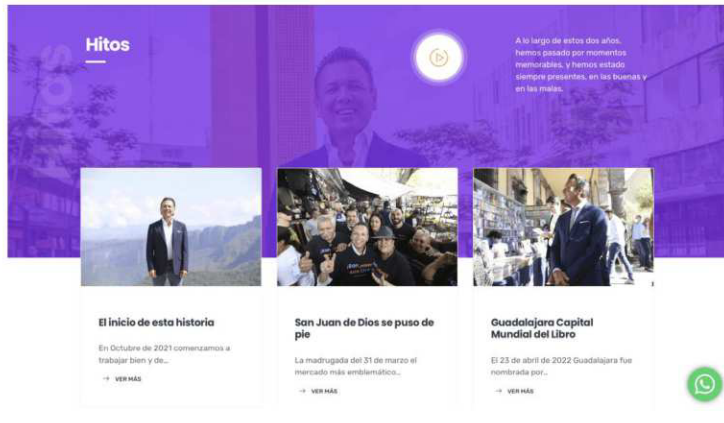 Hitos
Hitos
A lo largo de estos dos años,
hemos pasado por momentos
memorables, y hemos estado
siempre presentes, en las buenas y
en las malas.
El inicio de esta historia
En Octubre de 2021 comenzamos a
trabajar bien y de...
→ VER MÁS
San Juan de Dios se puso de
pie
La madrugada del 31 de marzo el
mercado más emblemático...
→ VER MÁS
Guadalajara Capital
Mundial del Libro
El 23 de abril de 2022 Guadalajara fue
nombrada por...
→ VER MÁS